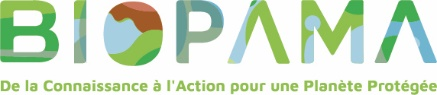 BIOPAMA
De la Connaissance à l'Action pour une Planète Protégée